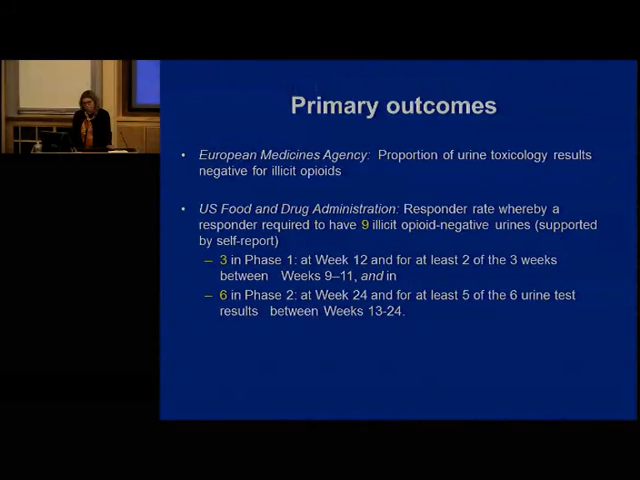 Primary outcomes
• European Medicines Agency: Proportion of urine toxicology results
negative for illicit opioids
• US Food and Drug Administration: Responder rate whereby a
responder required to have 9 illicit opioid-negative urines (supported
by self-report)
– 3 in Phase 1: at Week 12 and for at least 2 of the 3 weeks
between Weeks 9–11, and in
– 6 in Phase 2: at Week 24 and for at least 5 of the 6 urine test
results between Weeks 13-24.